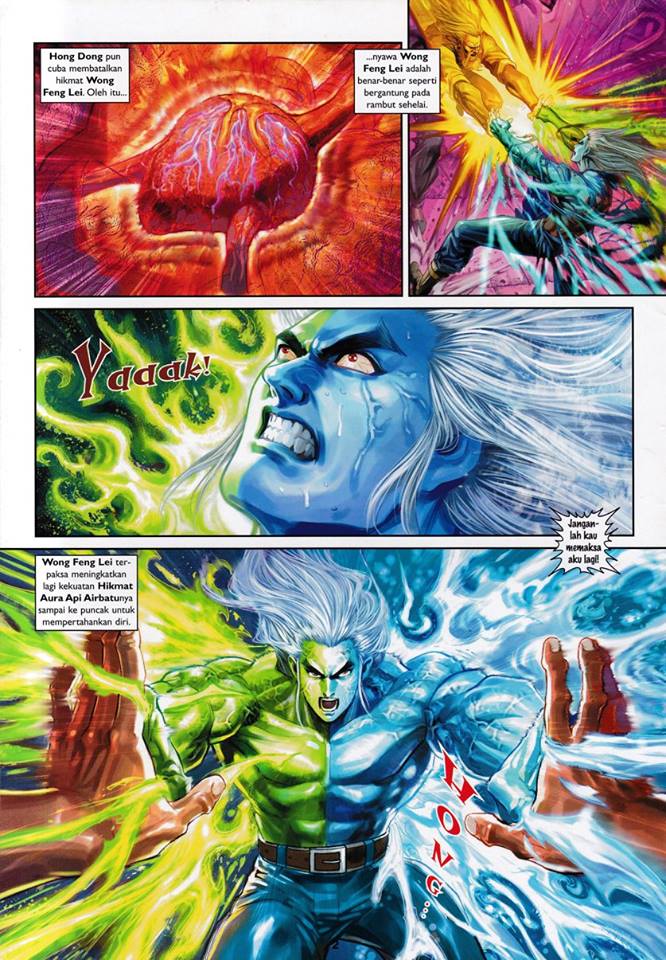 Hong Dong pun
cuba membatalkan
hikmat Wong
Feng Lei. Oleh itu...
...nyawa Wong
Feng Lei adalah
benar-benar seperti
bergantung pada
rambut sehelai.
Yaaak!
Jangan-
lah kau
memaksa
aku lagi!
Wong Feng Lei ter-
paksa meningkatkan
lagi kekuatan Hikmat
Aura Api Airbatunya
sampai ke puncak untuk
mempertahankan diri.
HONG...
2